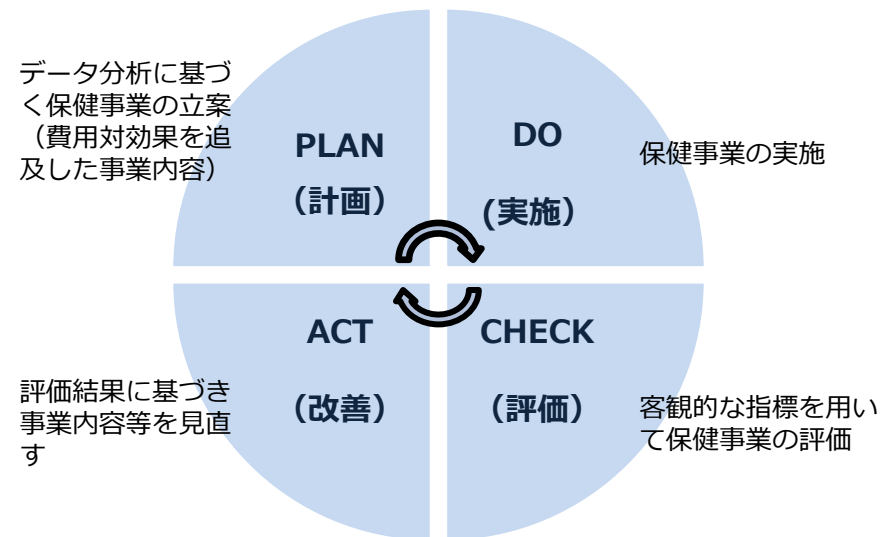 データ分析に基づ
く保健事業の立案
（費用対効果を追
及した事業内容）
PLAN
（計画）
DO
(実施）
保健事業の実施
ACT
（改善）
評価結果に基づき
事業内容等を見直
す
CHECK
（評価）
客観的な指標を用い
て保健事業の評価